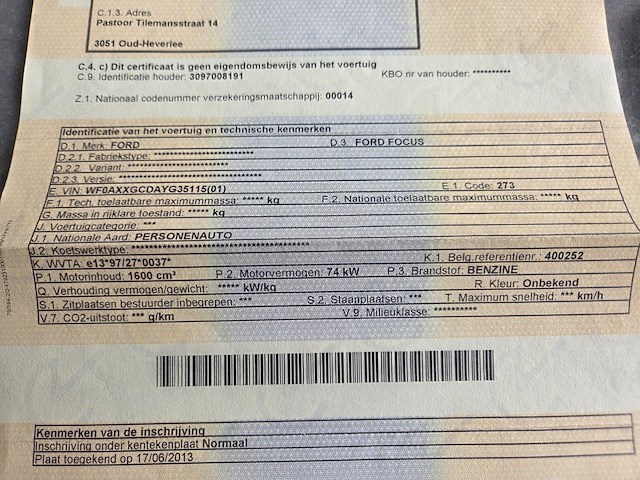 C.1.3. Adres
Pastoor Tilemansstraat 14
3051 Oud-Heverlee
C.4. c) Dit certificaat is geen eigendomsbewijs van het voertuig
C.9. Identificatie houder: 3097008191 KBO nr van houder: **********
Z.1. Nationaal codenummer verzekeringsmaatschappij: 00014
Identificatie van het voertuig en technische kenmerken
D.1. Merk: FORD D.3 FORD FOCUS
D.2.1. Fabriekstype: *************************
D.2.2. Variant: *************************
D.2.3. Versie: ***********************************
E. VIN: WF0AXXGCDAYG35115(01) E.1. Code: 273
F.1. Tech. toelaatbare maximummassa: ***** kg F.2. Nationale toelaatbare maximummassa: ***** kg
G. Massa in rijklare toestand: ***** kg
J. Voertuigcategorie: ***
J.1. Nationale Aard: PERSONENAUTO
J.2. Koetswerktype: ***********************************
K. WVTA: e13*97/27*0037* K.1. Belg.referentienr.: 400252
P.1. Motorinhoud: 1600 cm³ P.2. Motorvermogen: 74 kW P.3. Brandstof: BENZINE
Q. Verhouding vermogen/gewicht: ***** kW/kg R. Kleur: Onbekend
S.1. Zitplaatsen bestuurder inbegrepen: *** S.2. Staanplaatsen: *** T. Maximum snelheid: *** km/h
V.7. CO2-uitstoot: *** g/km V.9. Milieuklasse: **********
Kenmerken van de inschrijving
Inschrijving onder kentekenplaat Normaal
Plaat toegekend op 17/06/2013